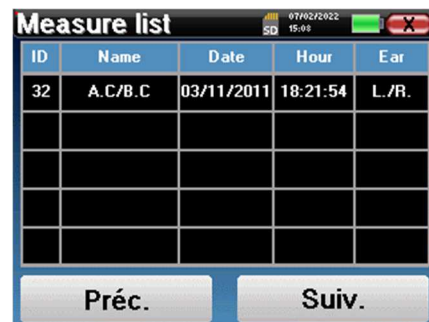 Measure list SD 07/02/2022 15:08 X
ID Name Date Hour Ear
32 A.C/B.C 03/11/2011 18:21:54 L./R.
Préc. Suiv.